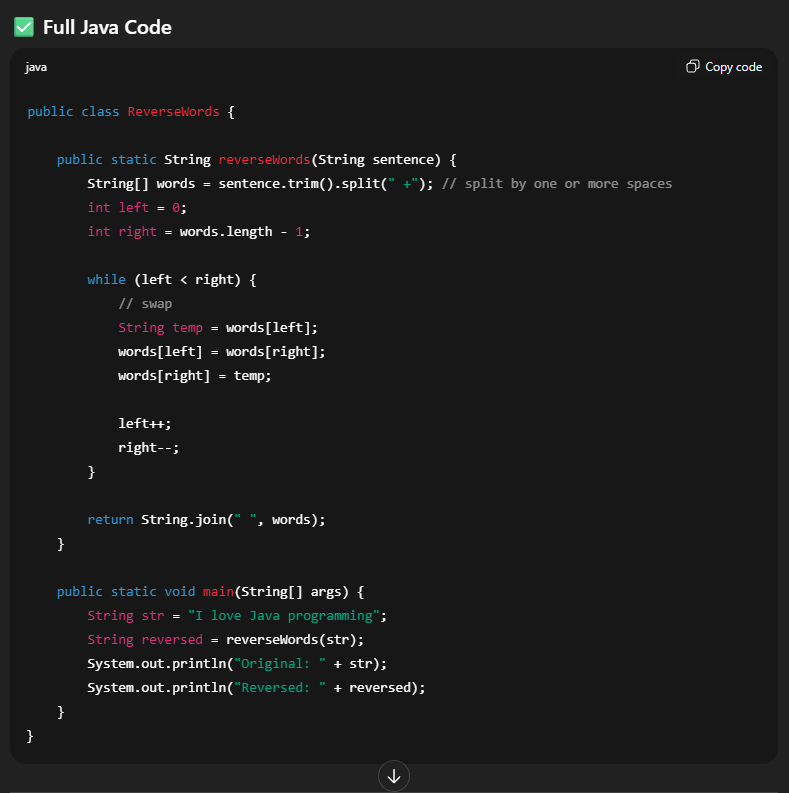 ✅ Full Java Code
java
Copy code
public class ReverseWords {
    public static String reverseWords(String sentence) {
        String[] words = sentence.trim().split(" +"); // split by one or more spaces
        int left = 0;
        int right = words.length - 1;
        while (left < right) {
            // swap
            String temp = words[left];
            words[left] = words[right];
            words[right] = temp;
            left++;
            right--;
        }
        return String.join(" ", words);
    }
    public static void main(String[] args) {
        String str = "I love Java programming";
        String reversed = reverseWords(str);
        System.out.println("Original: " + str);
        System.out.println("Reversed: " + reversed);
    }
}